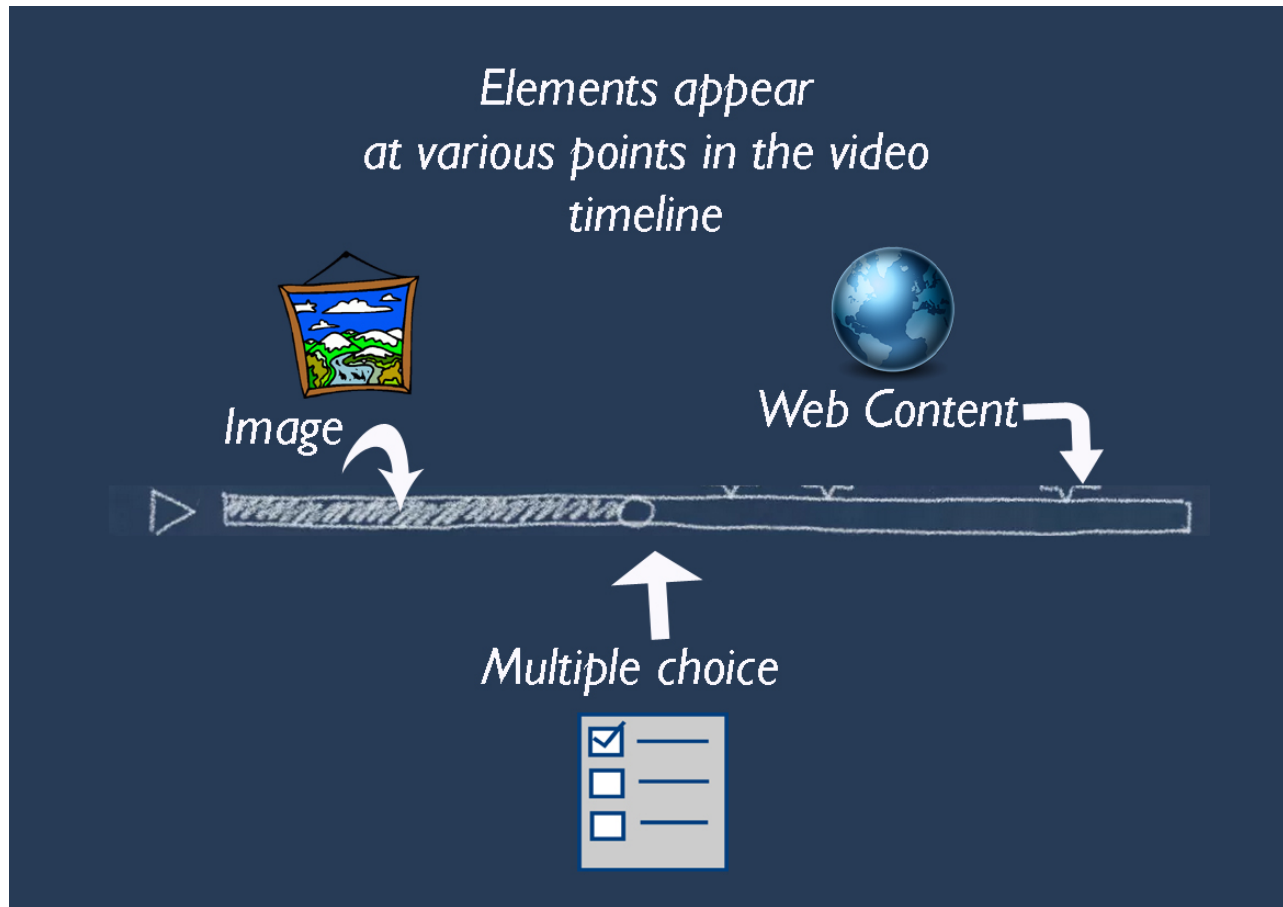 Elements appear
at various points in the video
timeline
Image
Web Content
Multiple choice